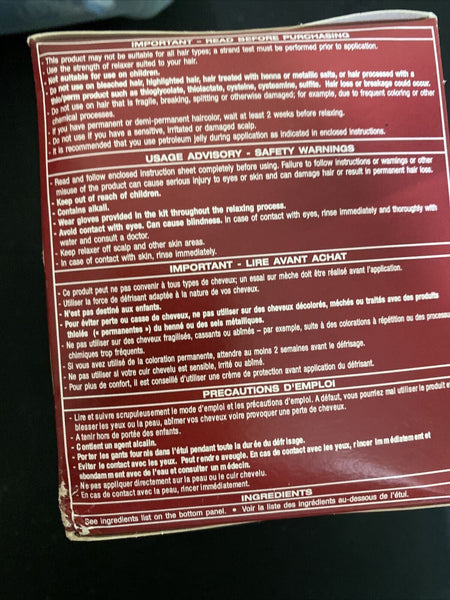 IMPORTANT - READ BEFORE PURCHASING
- This product may not be suitable for all hair types; a strand test must be performed prior to application.
- Use the strength of relaxer suited to your hair.
- Not suitable for use on children.
- Do not use on bleached hair, highlighted hair, hair treated with henna or metallic salts, or hair processed with a
thio/perm product such as thioglycolate, thiolactate, cysteine, cysteamine, sulfite. Hair loss or breakage could occur.
- Do not use on hair that is fragile, breaking, splitting or otherwise damaged; for example, due to frequent coloring or other
chemical processes.
- If you have permanent or demi-permanent haircolor, wait at least 2 weeks before relaxing.
- Do not use if you have a sensitive, irritated or damaged scalp.
- It is recommended that you use petroleum jelly during application as indicated in enclosed instructions.
USAGE ADVISORY - SAFETY WARNINGS
- Read and follow enclosed instruction sheet completely before using. Failure to follow instructions or warnings or other
misuse of the product can cause serious injury to eyes or skin and can damage hair or result in permanent hair loss.
- Keep out of reach of children.
- Contains alkali.
- Wear gloves provided in the kit throughout the relaxing process.
- Avoid contact with eyes. Can cause blindness. In case of contact with eyes, rinse immediately and thoroughly with
water and consult a doctor.
- Keep relaxer off scalp and other skin areas.
- In case of contact with skin, rinse immediately.
IMPORTANT - LIRE AVANT ACHAT
- Ce produit peut ne pas convenir à tous types de cheveux; un essai sur mèche doit être réalisé avant l'application.
- Utiliser la force de défrisant adaptée à la nature de vos cheveux.
- N'est pas destiné aux enfants.
- Pour éviter perte ou casse de cheveux, ne pas utiliser sur des cheveux décolorés, méchés ou traités avec des produits
thiolés (« permanentes ») du henné ou des sels métalliques.
- Ne pas utiliser sur des cheveux fragilisés, cassants ou abîmés – par exemple, suite à des colorations à répétition ou des processus
chimiques trop fréquents.
- Si vous avez utilisé de la coloration permanente, attendre au moins 2 semaines avant le défrisage.
- Ne pas utiliser si votre cuir chevelu est sensible, irrité ou abîmé.
- Pour plus de confort, il est conseillé d'utiliser une crème de protection avant application du défrisant.
PRECAUTIONS D'EMPLOI
- Lire et suivre scrupuleusement le mode d'emploi et les précautions d'emploi. A défaut, vous pourriez mal utiliser le produit et
blesser les yeux ou la peau, abîmer vos cheveux voire provoquer une perte de cheveux.
- A tenir hors de portée des enfants.
- Contient un agent alcalin.
- Porter les gants fournis dans l'étui pendant toute la durée du défrisage.
- Eviter le contact avec les yeux. Peut rendre aveugle. En cas de contact avec les yeux, rincer immédiatement et
abondamment avec de l'eau et consulter un médecin.
- Ne pas appliquer directement sur la peau ou le cuir chevelu.
- En cas de contact avec la peau, rincer immédiatement.
INGREDIENTS
See ingredients list on the bottom panel. • Voir la liste des ingrédients au-dessous de l'étui.